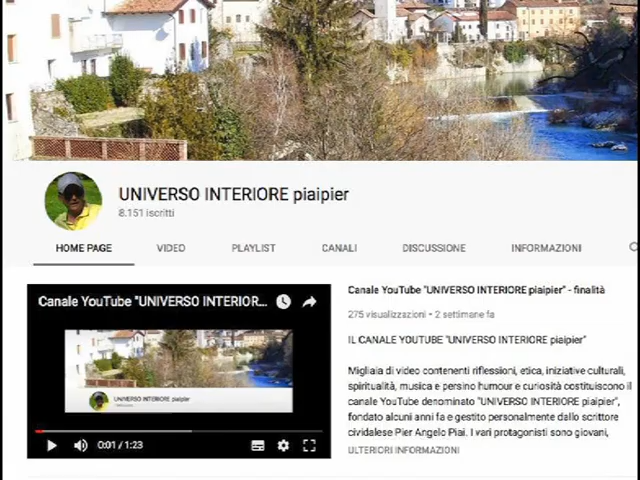 UNIVERSO INTERIORE piaipier
8.151 iscritti
HOME PAGE VIDEO PLAYLIST CANALI DISCUSSIONE INFORMAZIONI
Canale YouTube "UNIVERSO INTERIOR...
UNIVERSO INTERIORE piaipier
0:01 / 1:23
Canale YouTube "UNIVERSO INTERIORE piaipier" - finalità
275 visualizzazioni • 2 settimane fa
IL CANALE YOUTUBE "UNIVERSO INTERIORE piaipier"
Migliaia di video contenenti riflessioni, etica, iniziative culturali,
spiritualità, musica e persino humour e curiosità costituiscono il
canale YouTube denominato "UNIVERSO INTERIORE piaipier",
fondato alcuni anni fa e gestito personalmente dallo scrittore
cividalese Pier Angelo Piai. I vari protagonisti sono giovani,
ULTERIORI INFORMAZIONI